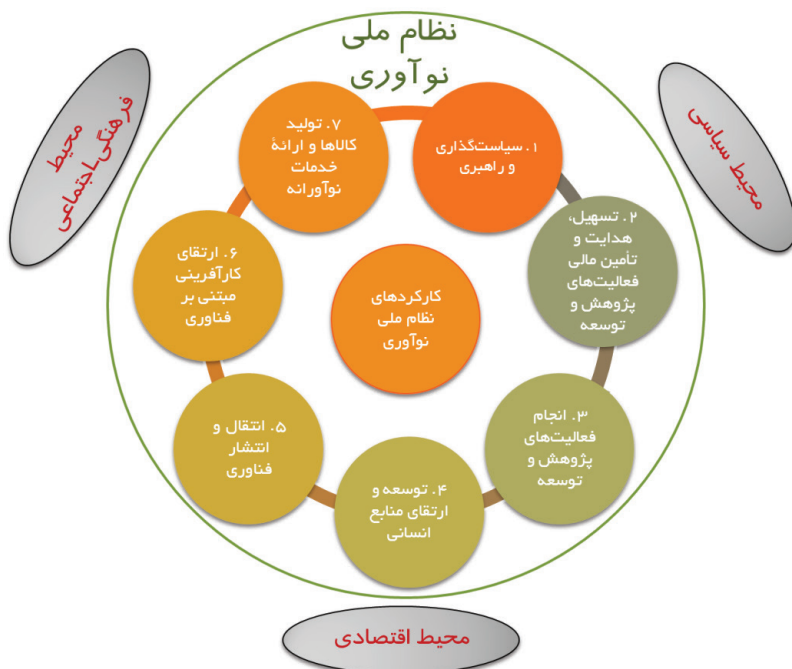 نظام ملی
نوآوری
۱. سیاست‌گذاری
و راهبری
۲. تسهیل،
هدایت و
تأمین مالی
فعالیت‌های
پژوهش و
توسعه
۳. انجام
فعالیت‌های
پژوهش و
توسعه
۴. توسعه و
ارتقای منابع
انسانی
۵. انتقال و
انتشار
فناوری
۶. ارتقای
کارآفرینی
مبتنی بر
فناوری
۷. تولید
کالاها و ارائهٔ
خدمات
نوآورانه
کارکردهای
نظام ملی
نوآوری
محیط سیاسی
محیط
فرهنگی-اجتماعی
محیط اقتصادی